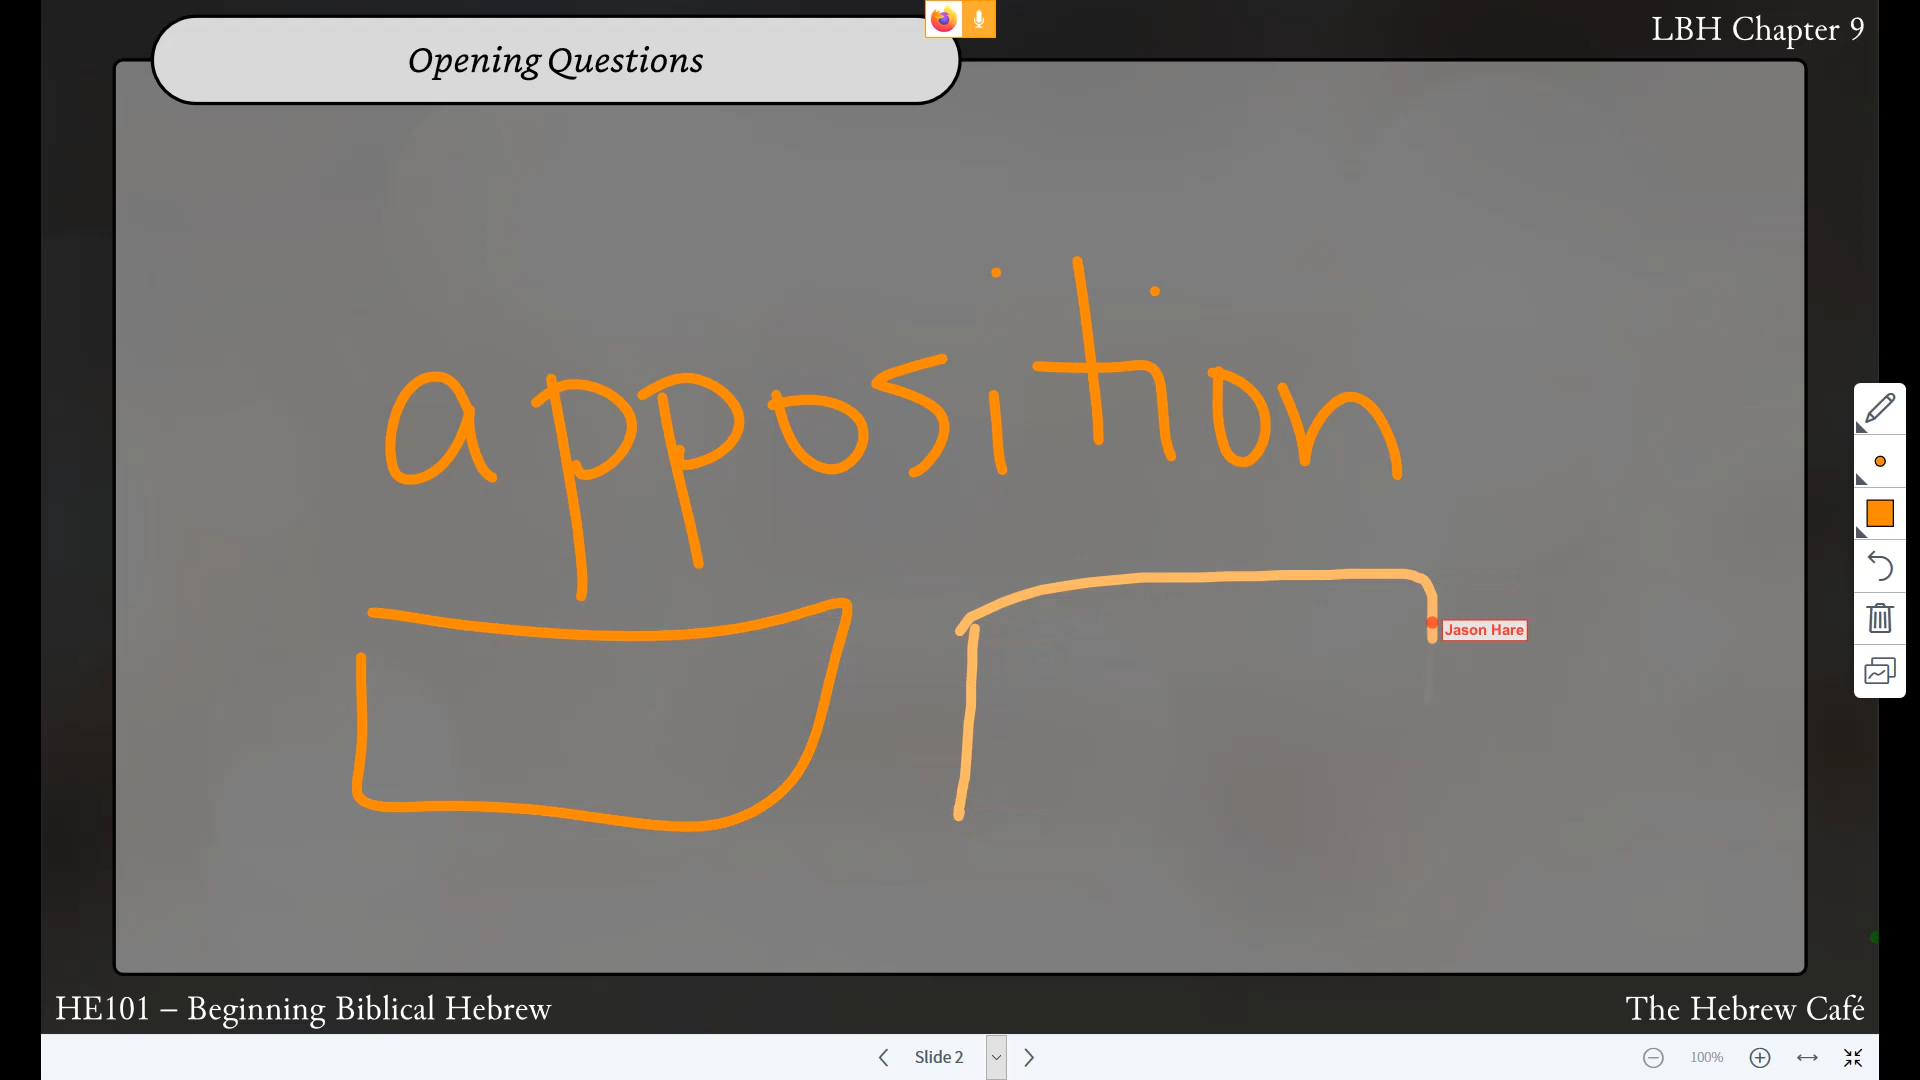 Opening Questions
LBH Chapter 9
apposition
Jason Hare
HE101 – Beginning Biblical Hebrew
The Hebrew Café
Slide 2
100%